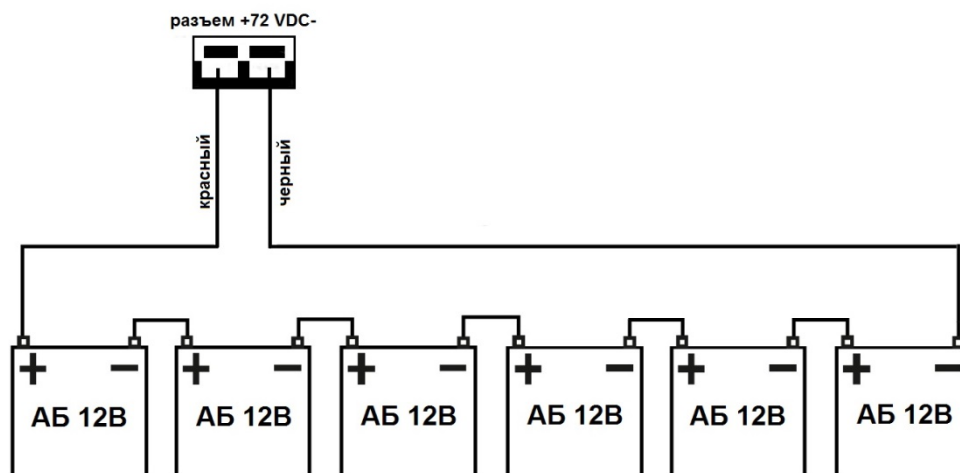 разъем +72 VDC-
красный
черный
+ − + − + − + − + − + −
АБ 12В АБ 12В АБ 12В АБ 12В АБ 12В АБ 12В